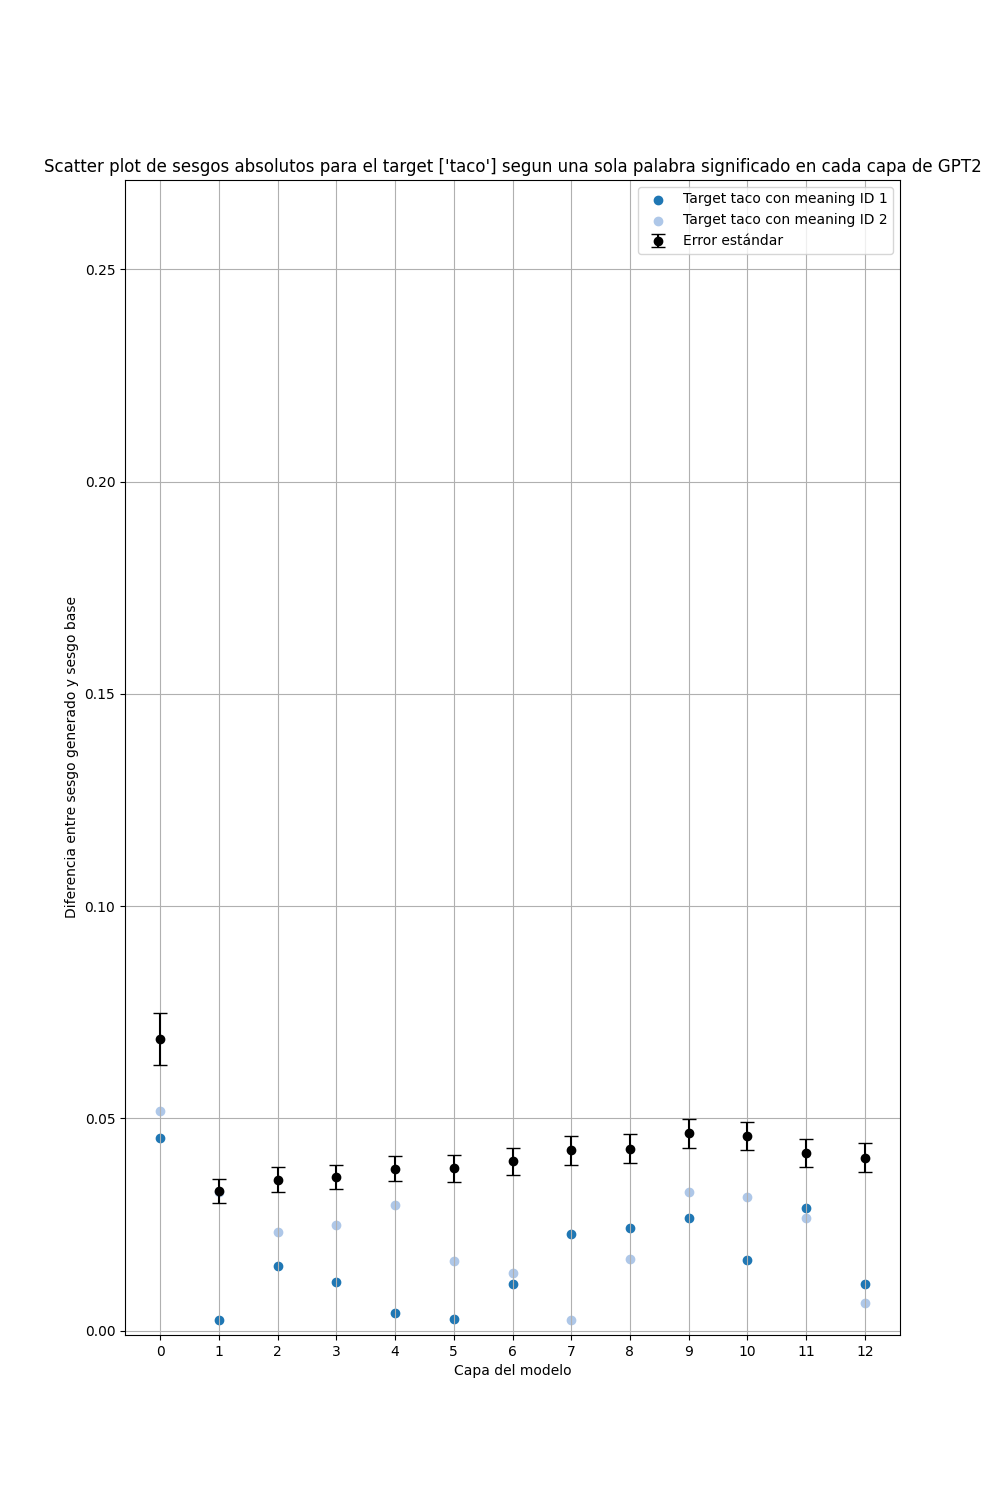 Scatter plot de sesgos absolutos para el target ['taco'] segun una sola palabra significado en cada capa de GPT2
Target taco con meaning ID 1
Target taco con meaning ID 2
Error estándar
Diferencia entre sesgo generado y sesgo base
0.25
0.20
0.15
0.10
0.05
0.00
0 1 2 3 4 5 6 7 8 9 10 11 12
Capa del modelo